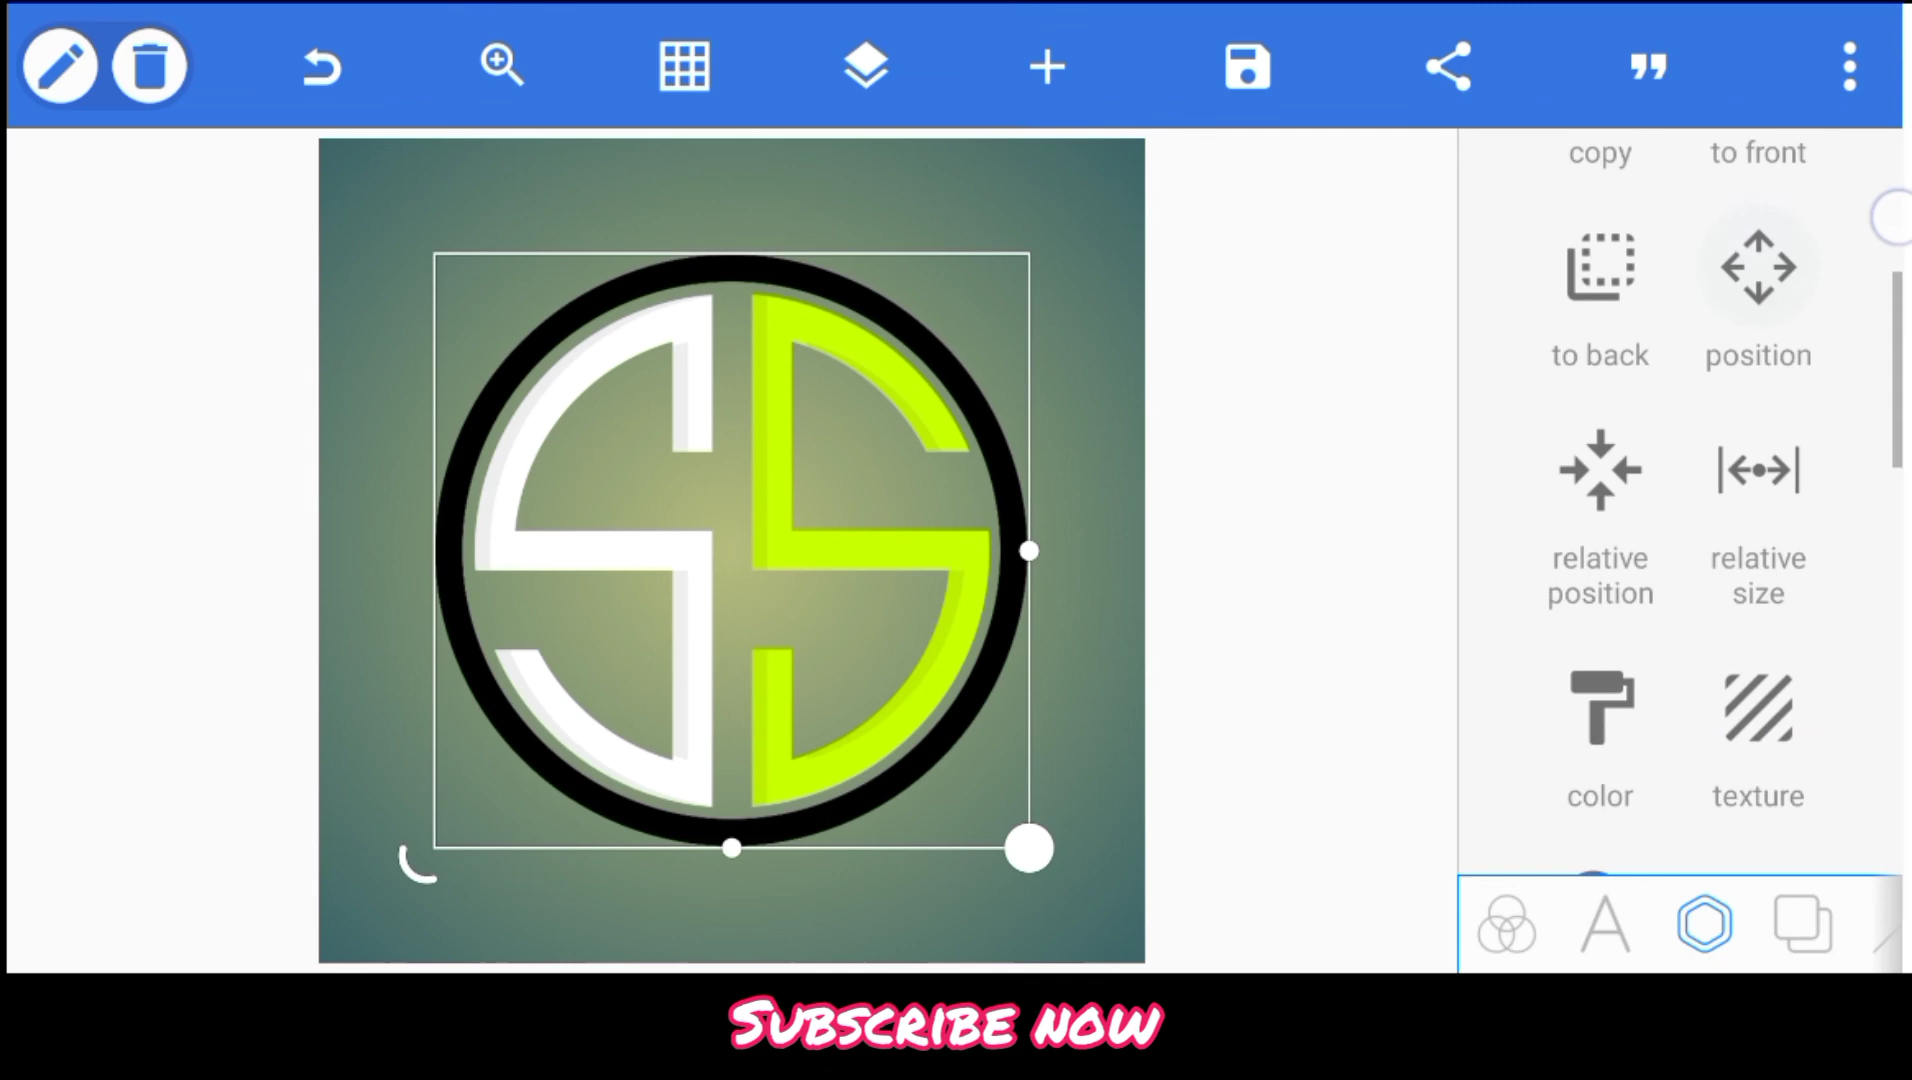 copy
to front
to back
position
relative
position
relative
size
color
texture
SUBSCRIBE NOW